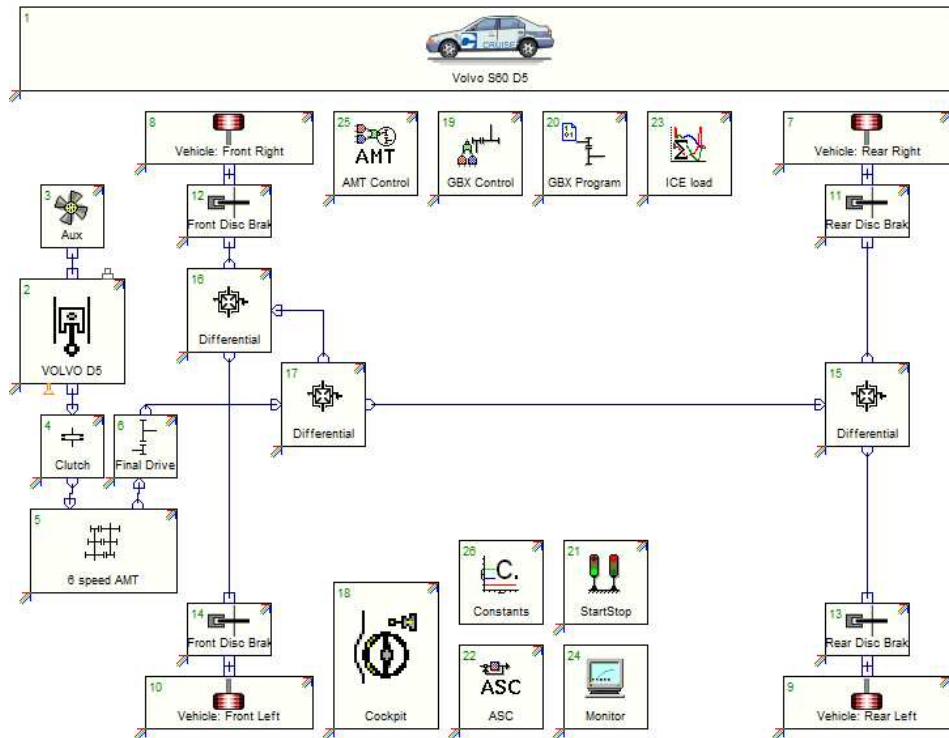 1
CRUISE
Volvo S60 D5
8
Vehicle: Front Right
25
AMT
AMT Control
19
GBX Control
20
GBX Program
23
Σ
ICE load
7
Vehicle: Rear Right
3
Aux
12
Front Disc Brak
11
Rear Disc Brak
2
VOLVO D5
16
Differential
17
Differential
15
Differential
4
Clutch
6
Final Drive
5
6 speed AMT
18
Cockpit
26
C.
Constants
21
StartStop
14
Front Disc Brak
13
Rear Disc Brak
10
Vehicle: Front Left
22
ASC
ASC
24
Monitor
9
Vehicle: Rear Left